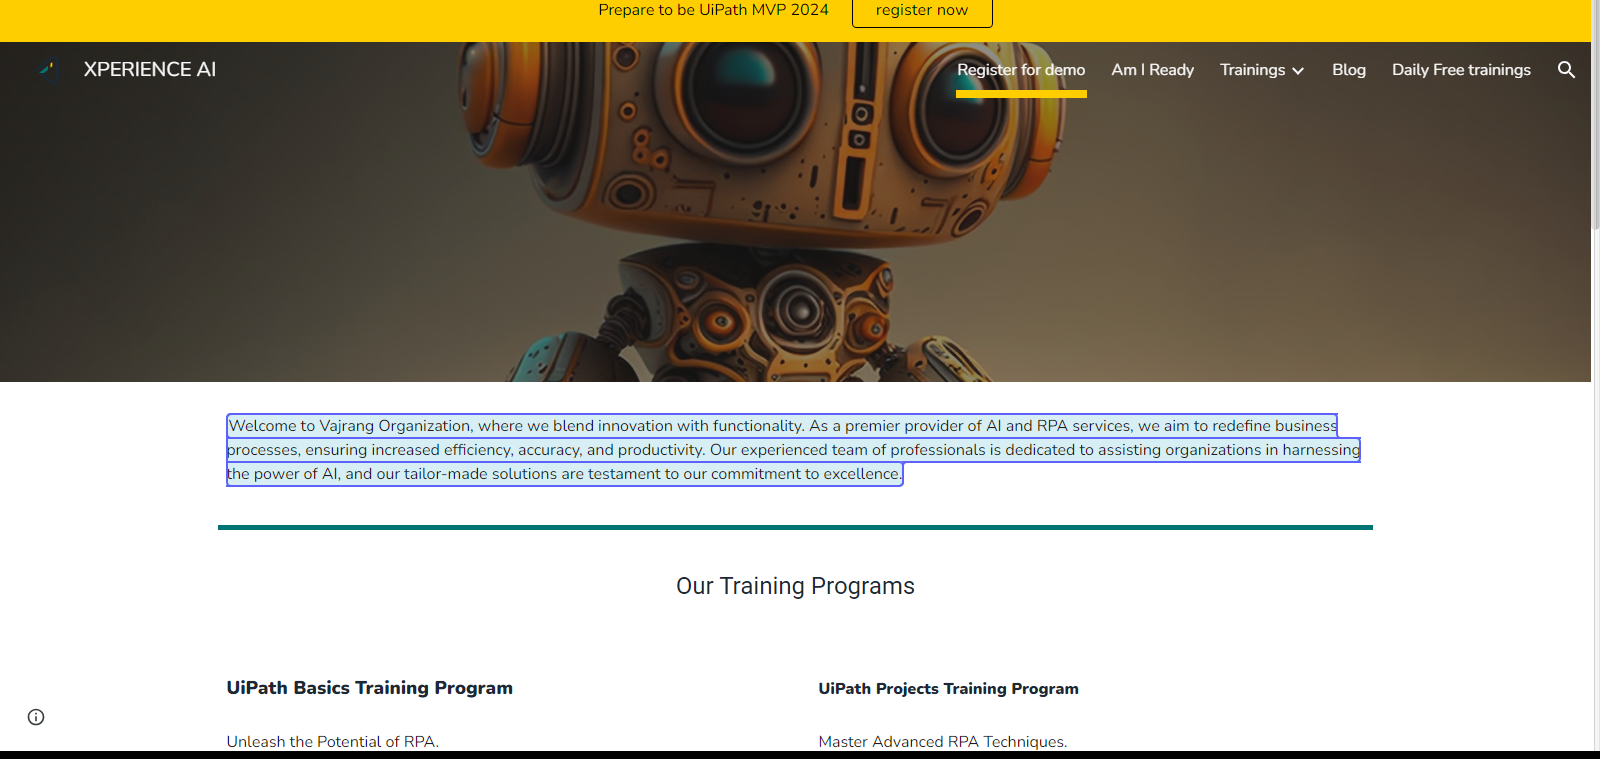 Prepare to be UiPath MVP 2024 register now
XPERIENCE AI
Register for demo Am I Ready Trainings Blog Daily Free trainings
Welcome to Vajrang Organization, where we blend innovation with functionality. As a premier provider of AI and RPA services, we aim to redefine business
processes, ensuring increased efficiency, accuracy, and productivity. Our experienced team of professionals is dedicated to assisting organizations in harnessing
the power of AI, and our tailor-made solutions are testament to our commitment to excellence.
Our Training Programs
UiPath Basics Training Program
UiPath Projects Training Program
Unleash the Potential of RPA.
Master Advanced RPA Techniques.